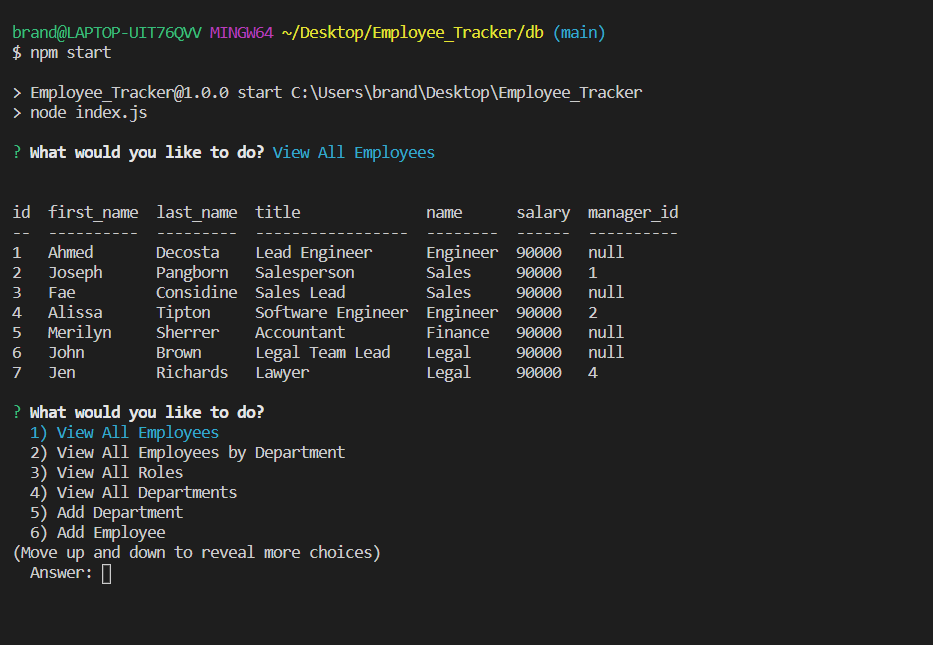 brand@LAPTOP-UIT76QVV MINGW64 ~/Desktop/Employee_Tracker/db (main)
$ npm start
> Employee_Tracker@1.0.0 start C:\Users\brand\Desktop\Employee_Tracker
> node index.js
? What would you like to do? View All Employees
id  first_name  last_name  title              name      salary  manager_id
--  ----------  ---------  -----------------  --------  ------  ----------
1   Ahmed       Decosta    Lead Engineer      Engineer  90000   null
2   Joseph      Pangborn   Salesperson        Sales     90000   1
3   Fae         Considine  Sales Lead         Sales     90000   null
4   Alissa      Tipton     Software Engineer  Engineer  90000   2
5   Merilyn     Sherrer    Accountant         Finance   90000   null
6   John        Brown      Legal Team Lead    Legal     90000   null
7   Jen         Richards   Lawyer             Legal     90000   4
? What would you like to do?
  1) View All Employees
  2) View All Employees by Department
  3) View All Roles
  4) View All Departments
  5) Add Department
  6) Add Employee
(Move up and down to reveal more choices)
  Answer: